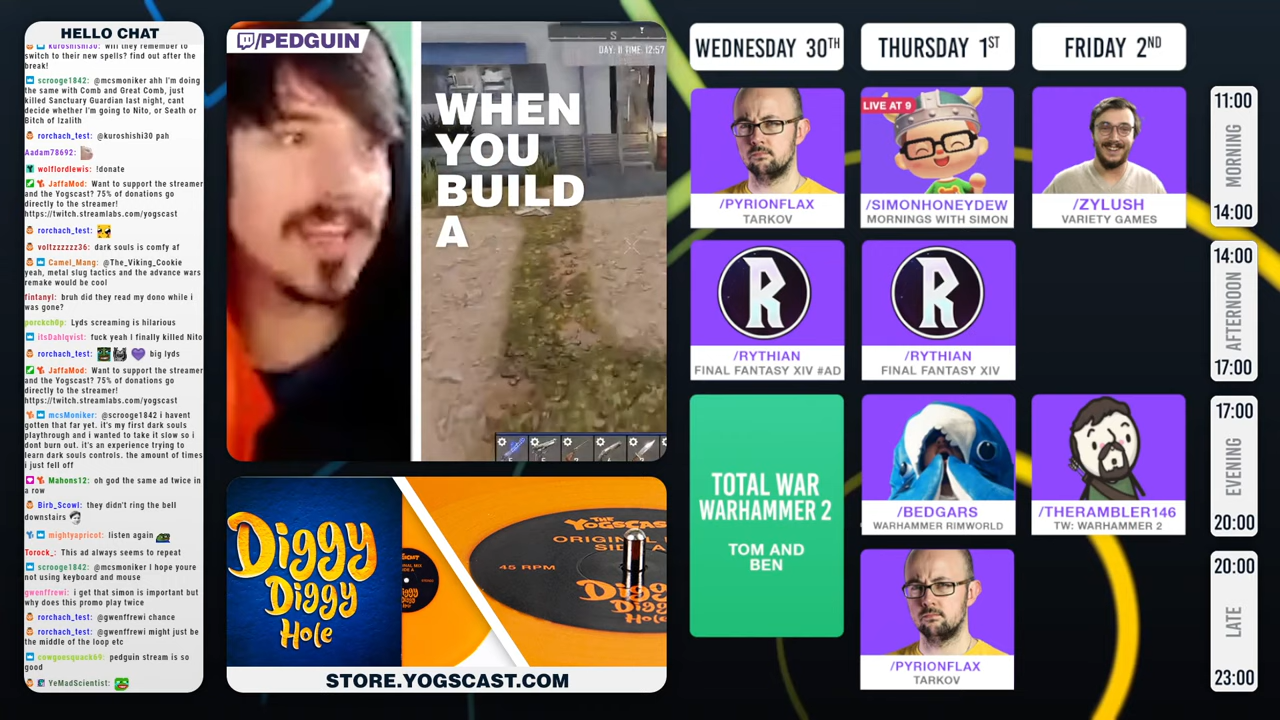 HELLO CHAT
kuroshishi30: will they remember to
switch to their new spells? find out after the
break!
scrooge1842: @mcsmoniker ahh I'm doing
the same with Comb and Great Comb, just
killed Sanctuary Guardian last night, cant
decide whether I'm going to Nito, or Seath or
Bitch of Izalith
rorchach_test: @kuroshishi30 pah
Aadam78692:
wolflordlewis: !donate
JaffaMod: Want to support the streamer
and the Yogscast? 75% of donations go
directly to the streamer!
https://twitch.streamlabs.com/yogscast
rorchach_test:
voltzzzzzz36: dark souls is comfy af
Camel_Mang: @The_Viking_Cookie
yeah, metal slug tactics and the advance wars
remake would be cool
fintanyl: bruh did they read my dono while i
was gone?
porckch0p: Lyds screaming is hilarious
itsDahlqvist: fuck yeah I finally killed Nito
rorchach_test: big lyds
JaffaMod: Want to support the streamer
and the Yogscast? 75% of donations go
directly to the streamer!
https://twitch.streamlabs.com/yogscast
mcsMoniker: @scrooge1842 i havent
gotten that far yet. it's my first dark souls
playthrough and i wanted to take it slow so i
dont burn out. it's an experience trying to
learn dark souls controls. the amount of times
i just fell off
Mahons12: oh god the same ad twice in
a row
Birb_Scowl: they didn't ring the bell
downstairs
mightyapricot: listen again
Torock_: This ad always seems to repeat
scrooge1842: @mcsmoniker I hope youre
not using keyboard and mouse
gwenffrewi: i get that simon is important but
why does this promo play twice
rorchach_test: @gwenffrewi chance
rorchach_test: @gwenffrewi might just be
the middle of the loop etc
cowguesquack69: pedguin stream is so
good
YeMadScientist:
/PEDGUIN
S
DAY: 11 TIME: 12:57
WHEN
YOU
BUILD
A
DIGGY
DIGGY
HOLE
THE
YOGSCAST
ORIGINAL
SIDE A
45 RPM
DIGGY
DIGGY
HOLE
STORE.YOGSCAST.COM
WEDNESDAY 30TH
THURSDAY 1ST
FRIDAY 2ND
/PYRIONFLAX
TARKOV
LIVE AT 9
/SIMONHONEYDEW
MORNINGS WITH SIMON
/ZYLUSH
VARIETY GAMES
11:00
MORNING
14:00
R
/RYTHIAN
FINAL FANTASY XIV #AD
R
/RYTHIAN
FINAL FANTASY XIV
14:00
AFTERNOON
17:00
TOTAL WAR
WARHAMMER 2
TOM AND
BEN
/BEDGARS
WARHAMMER RIMWORLD
/THERAMBLER146
TW: WARHAMMER 2
17:00
EVENING
20:00
/PYRIONFLAX
TARKOV
20:00
LATE
23:00